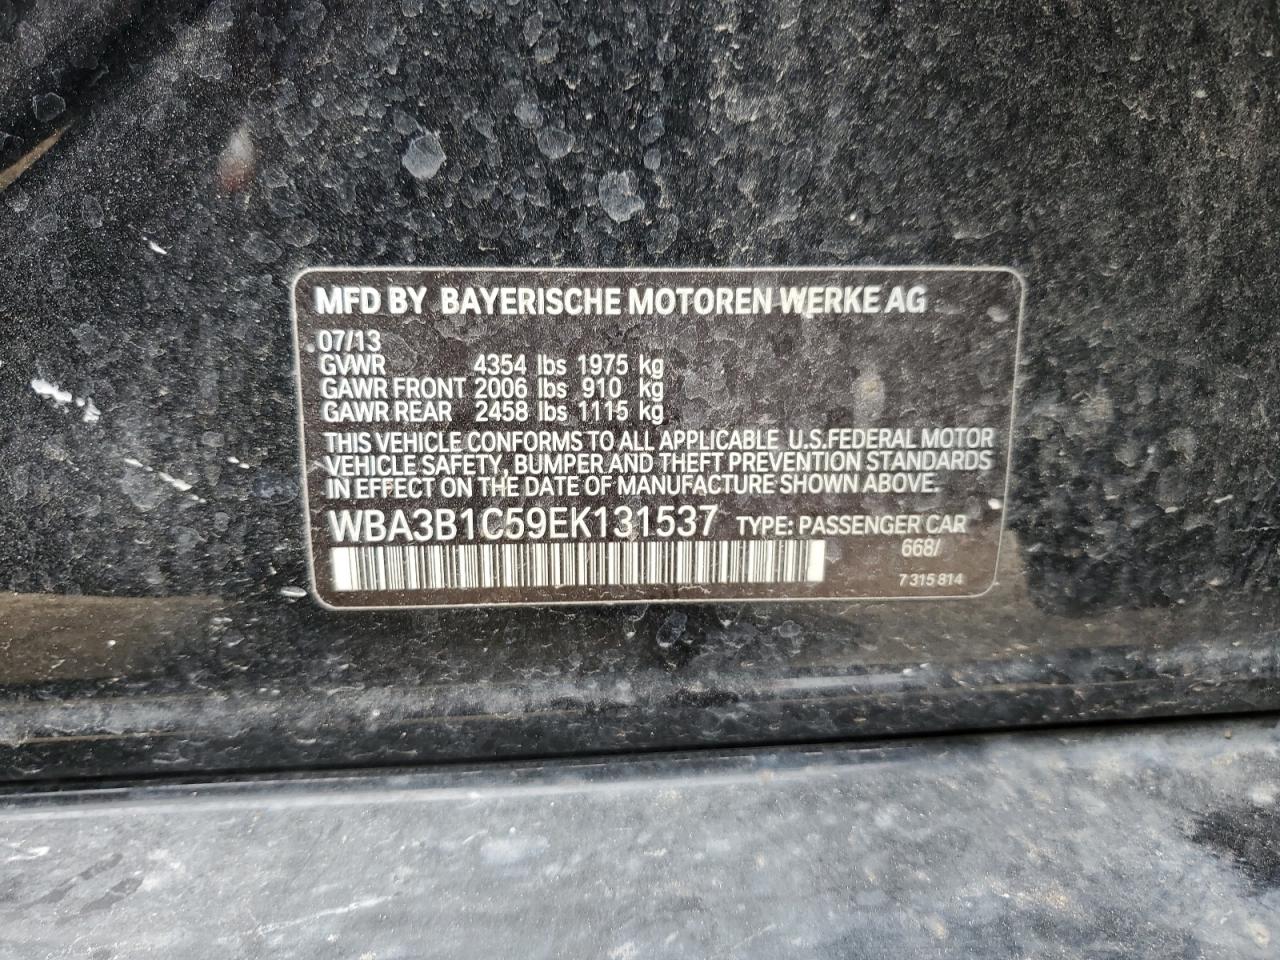 MFD BY BAYERISCHE MOTOREN WERKE AG
07/13
GVWR 4354 lbs 1975 kg
GAWR FRONT 2006 lbs 910 kg
GAWR REAR 2458 lbs 1115 kg
THIS VEHICLE CONFORMS TO ALL APPLICABLE U.S.FEDERAL MOTOR
VEHICLE SAFETY, BUMPER AND THEFT PREVENTION STANDARDS
IN EFFECT ON THE DATE OF MANUFACTURE SHOWN ABOVE.
WBA3B1C59EK131537 TYPE: PASSENGER CAR
668/
7 315 814